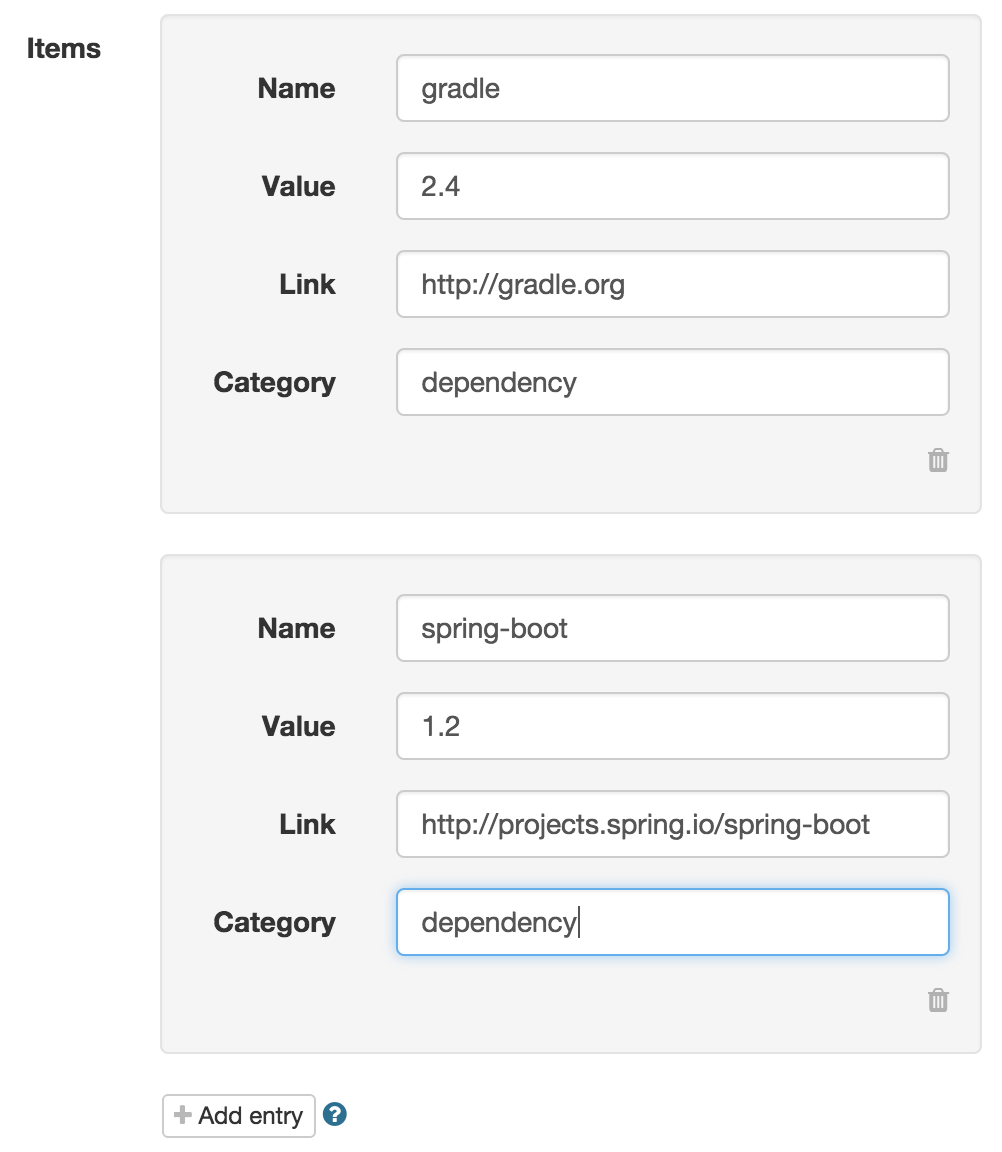 Items
Name gradle
Value 2.4
Link http://gradle.org
Category dependency
Name spring-boot
Value 1.2
Link http://projects.spring.io/spring-boot
Category dependency
+ Add entry ?